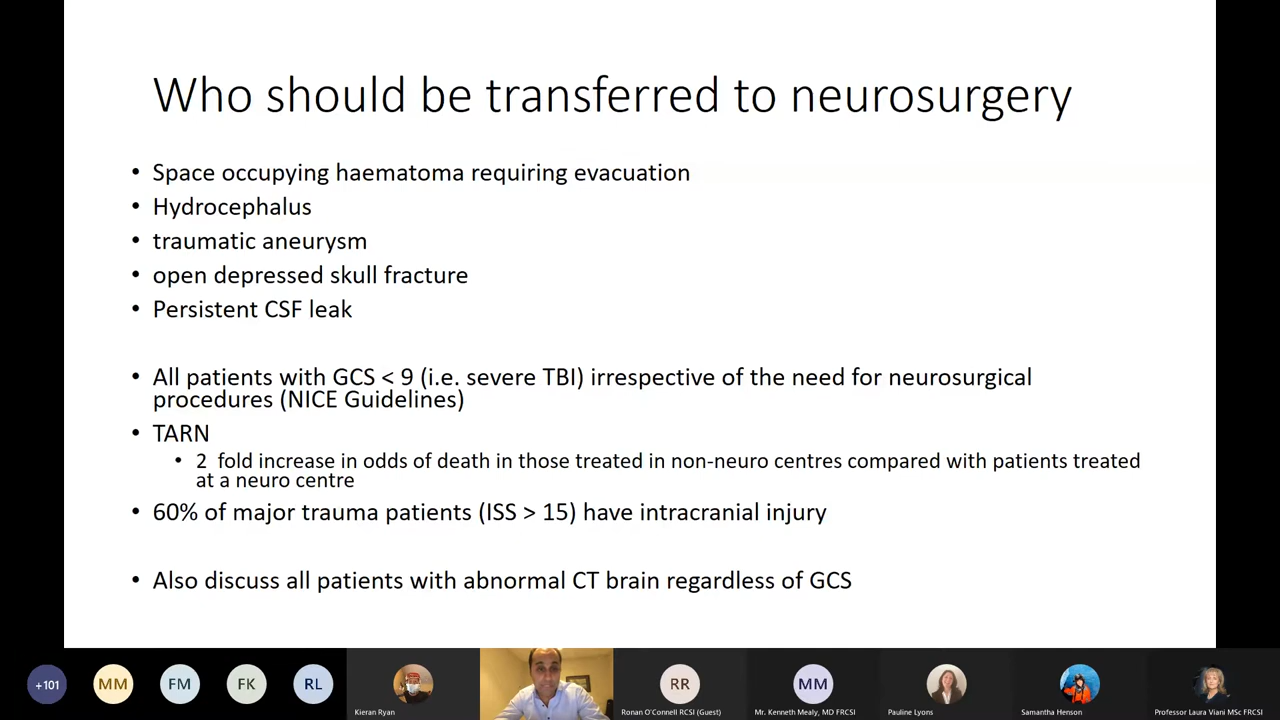 Who should be transferred to neurosurgery
• Space occupying haematoma requiring evacuation
• Hydrocephalus
• traumatic aneurysm
• open depressed skull fracture
• Persistent CSF leak
• All patients with GCS < 9 (i.e. severe TBI) irrespective of the need for neurosurgical
procedures (NICE Guidelines)
• TARN
• 2 fold increase in odds of death in those treated in non-neuro centres compared with patients treated
at a neuro centre
• 60% of major trauma patients (ISS > 15) have intracranial injury
• Also discuss all patients with abnormal CT brain regardless of GCS
+101
MM
FM
FK
RL
Kieran Ryan
RR
Ronan O'Connell RCSI (Guest)
MM
Mr. Kenneth Mealy, MD FRCSI
Pauline Lyons
Samantha Henson
Professor Laura Viani MSc FRCSI